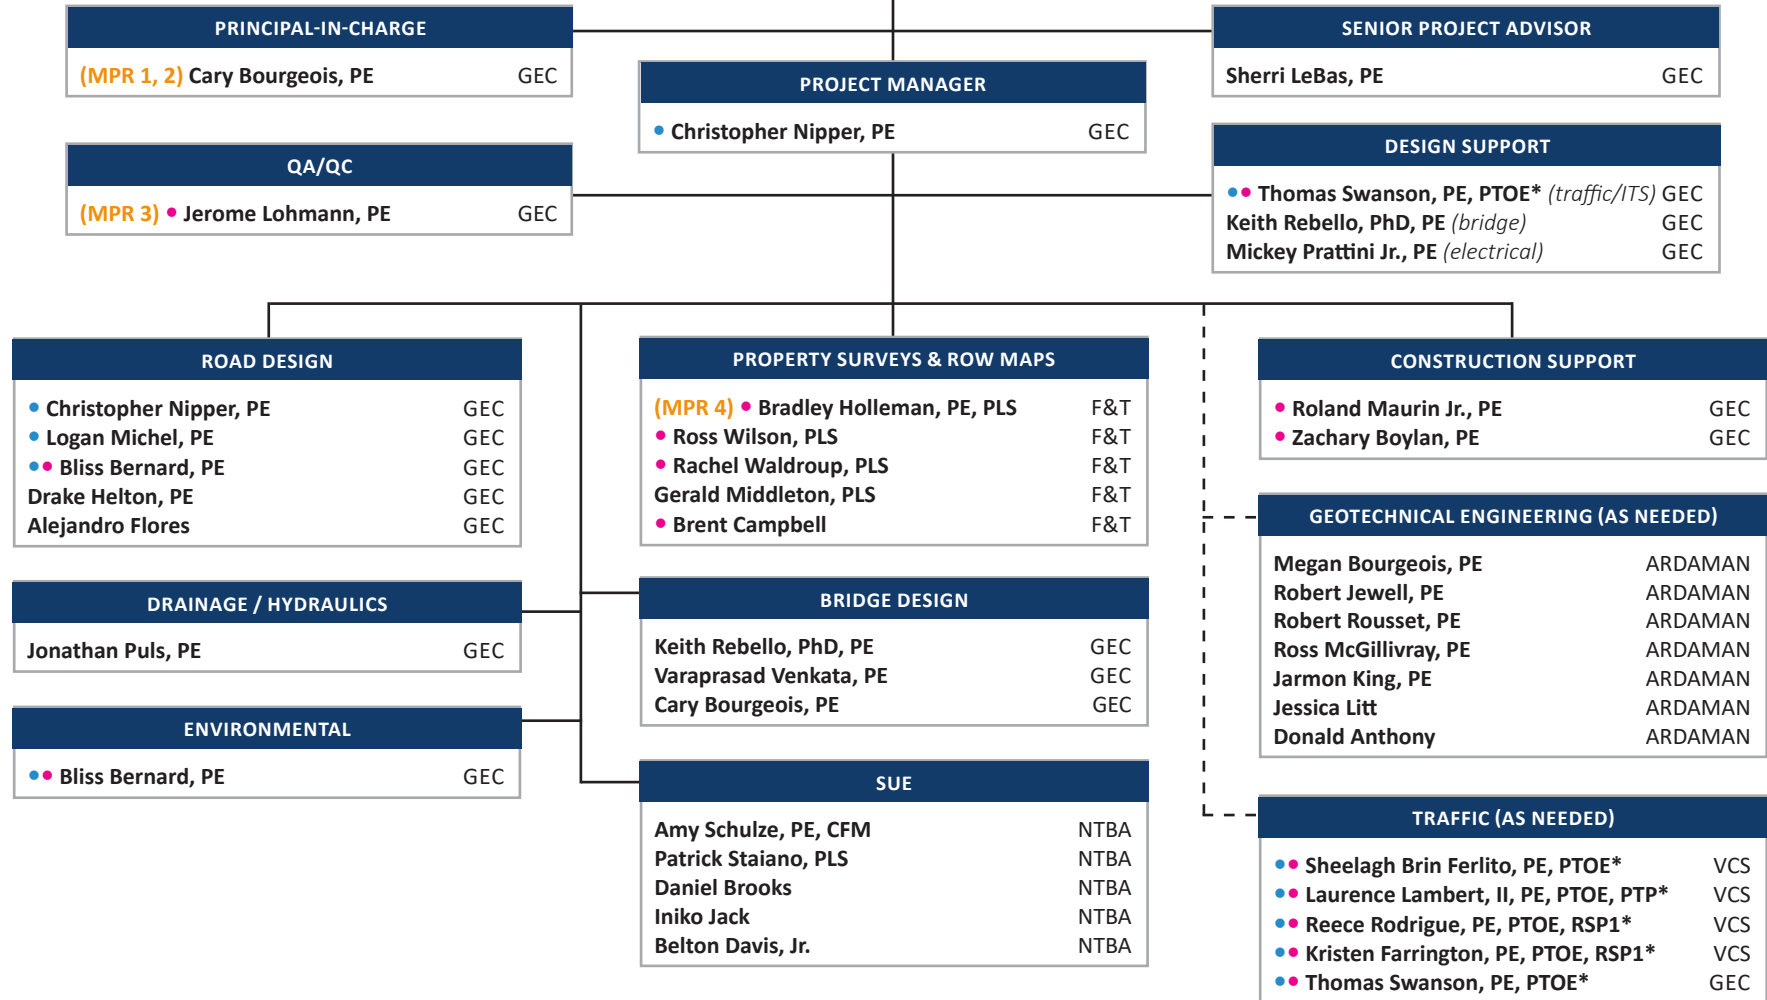 PRINCIPAL-IN-CHARGE
(MPR 1, 2) Cary Bourgeois, PE GEC
SENIOR PROJECT ADVISOR
Sherri LeBas, PE GEC
PROJECT MANAGER
• Christopher Nipper, PE GEC
QA/QC
(MPR 3) • Jerome Lohmann, PE GEC
DESIGN SUPPORT
•• Thomas Swanson, PE, PTOE* (traffic/ITS) GEC
Keith Rebello, PhD, PE (bridge) GEC
Mickey Prattini Jr., PE (electrical) GEC
ROAD DESIGN
• Christopher Nipper, PE GEC
• Logan Michel, PE GEC
•• Bliss Bernard, PE GEC
Drake Helton, PE GEC
Alejandro Flores GEC
PROPERTY SURVEYS & ROW MAPS
(MPR 4) • Bradley Holleman, PE, PLS F&T
• Ross Wilson, PLS F&T
• Rachel Waldroup, PLS F&T
Gerald Middleton, PLS F&T
• Brent Campbell F&T
CONSTRUCTION SUPPORT
• Roland Maurin Jr., PE GEC
• Zachary Boylan, PE GEC
GEOTECHNICAL ENGINEERING (AS NEEDED)
Megan Bourgeois, PE ARDAMAN
Robert Jewell, PE ARDAMAN
Robert Rousset, PE ARDAMAN
Ross McGillivray, PE ARDAMAN
Jarmon King, PE ARDAMAN
Jessica Litt ARDAMAN
Donald Anthony ARDAMAN
DRAINAGE / HYDRAULICS
Jonathan Puls, PE GEC
BRIDGE DESIGN
Keith Rebello, PhD, PE GEC
Varaprasad Venkata, PE GEC
Cary Bourgeois, PE GEC
ENVIRONMENTAL
•• Bliss Bernard, PE GEC
SUE
Amy Schulze, PE, CFM NTBA
Patrick Staiano, PLS NTBA
Daniel Brooks NTBA
Iniko Jack NTBA
Belton Davis, Jr. NTBA
TRAFFIC (AS NEEDED)
•• Sheelagh Brin Ferlito, PE, PTOE* VCS
•• Laurence Lambert, II, PE, PTOE, PTP* VCS
•• Reece Rodrigue, PE, PTOE, RSP1* VCS
•• Kristen Farrington, PE, PTOE, RSP1* VCS
•• Thomas Swanson, PE, PTOE* GEC